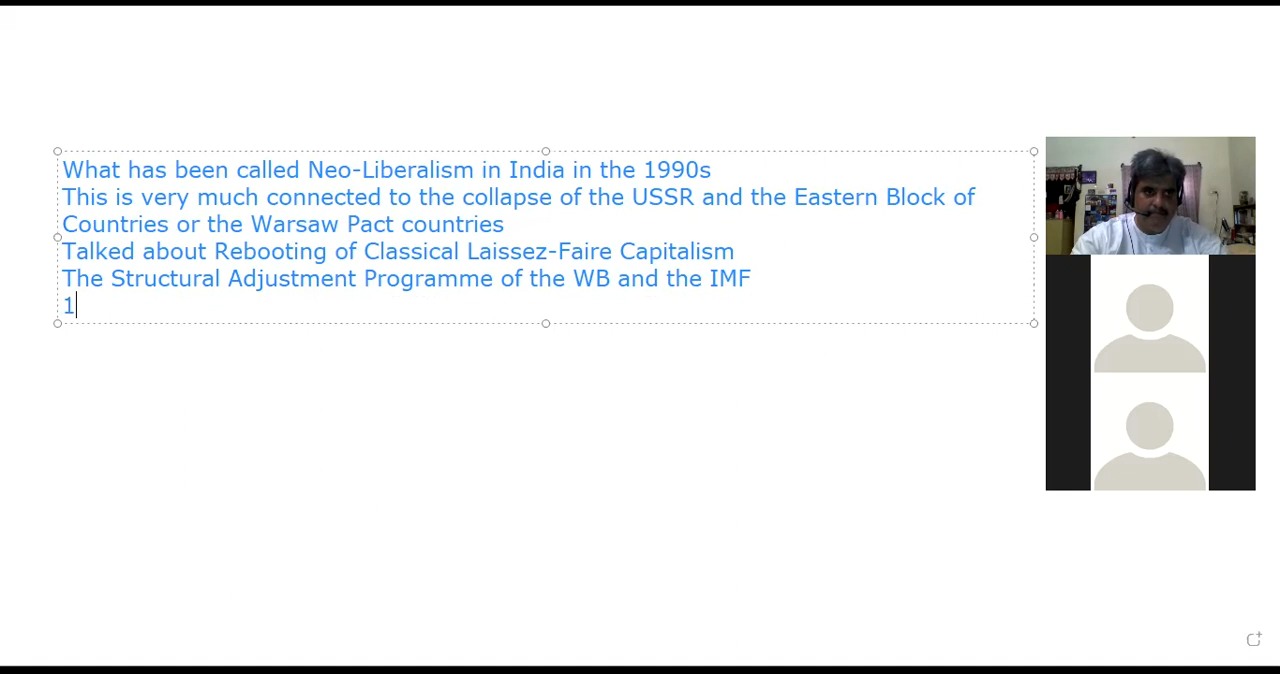 What has been called Neo-Liberalism in India in the 1990s
This is very much connected to the collapse of the USSR and the Eastern Block of
Countries or the Warsaw Pact countries
Talked about Rebooting of Classical Laissez-Faire Capitalism
The Structural Adjustment Programme of the WB and the IMF
1